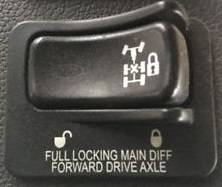 FULL LOCKING MAIN DIFF
FORWARD DRIVE AXLE